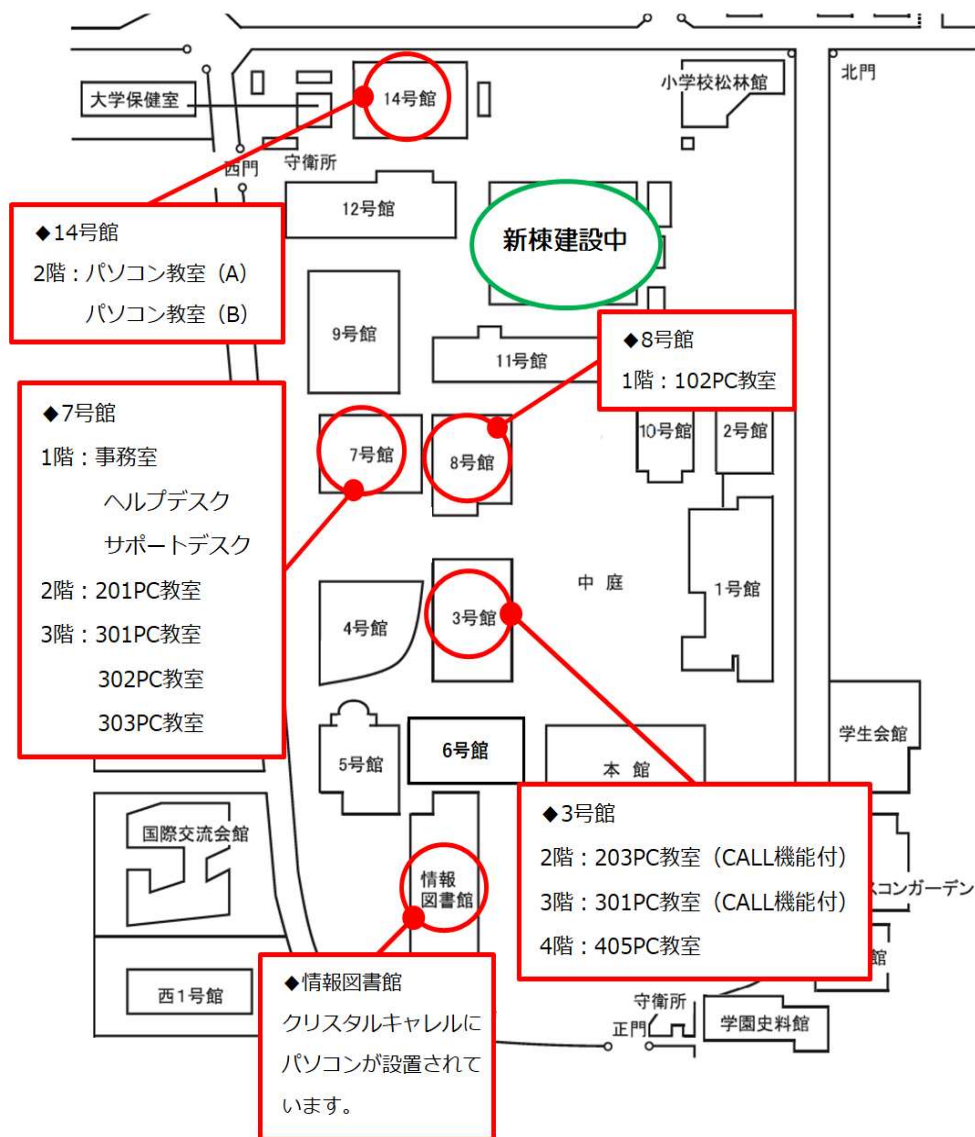 北門
小学校松林館
大学保健室
14号館
西門
守衛所
12号館
新棟建設中
◆14号館
2階：パソコン教室（A）
パソコン教室（B）
9号館
11号館
◆8号館
1階：102PC教室
◆7号館
1階：事務室
ヘルプデスク
サポートデスク
2階：201PC教室
3階：301PC教室
302PC教室
303PC教室
7号館
8号館
10号館
2号館
4号館
3号館
中庭
1号館
5号館
6号館
本館
学生会館
国際交流会館
情報
図書館
◆3号館
2階：203PC教室（CALL機能付）
3階：301PC教室（CALL機能付）
4階：405PC教室
スコンガーデン
館
西1号館
◆情報図書館
クリスタルキャレルに
パソコンが設置されて
います。
守衛所
正門
学園史料館